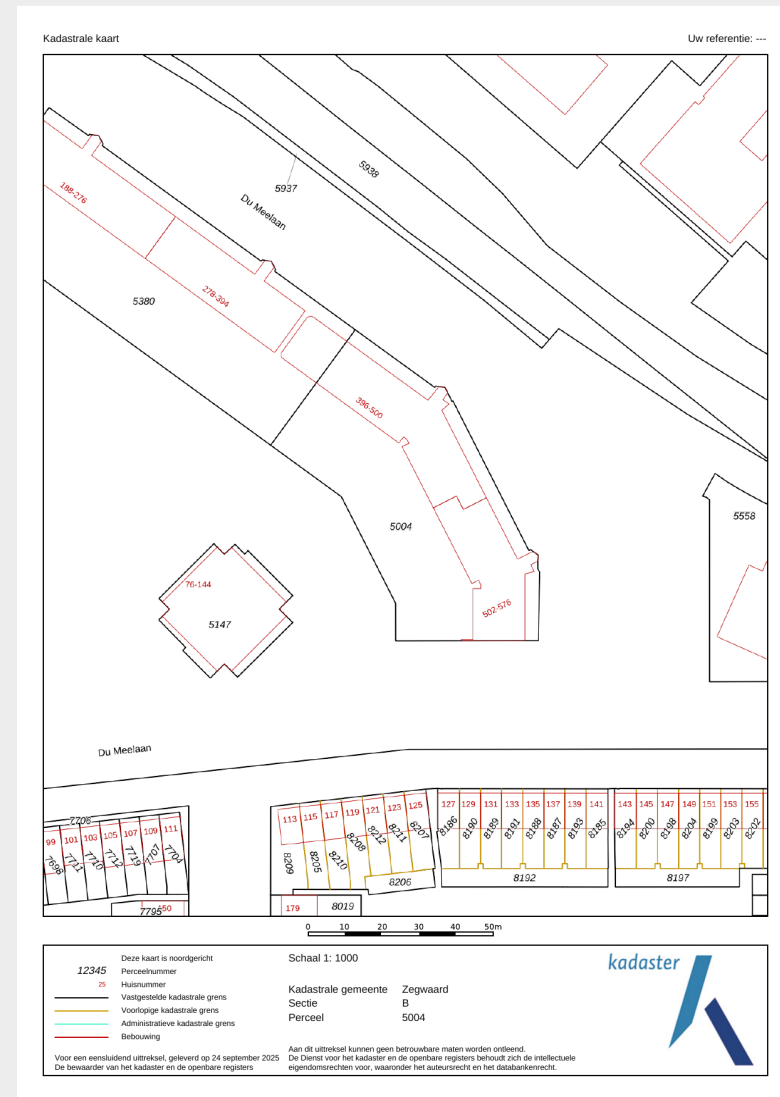 Kadastrale kaart
Uw referentie: ---
5938
5937
Du Meelaan
188-276
278-394
5380
396-500
5004
5558
76-144
5147
502-576
Du Meelaan
7706
99 101 103 105 107 109 111
7698 7711 7710 7712 7719 7707 7704
7795
150
113 115 117 119 121 123 125
8209 8205 8210 8208 8212 8211 8207
8206
179
8019
127 129 131 133 135 137 139 141
8186 8190 8189 8191 8188 8187 8193 8185
8192
143 145 147 149 151 153 155
8194 8200 8198 8204 8199 8203 8202
8197
0 10 20 30 40 50m
Deze kaart is noordgericht
12345 Perceelnummer
25 Huisnummer
Vastgestelde kadastrale grens
Voorlopige kadastrale grens
Administratieve kadastrale grens
Bebouwing
Voor een eensluidend uittreksel, geleverd op 24 september 2025
De bewaarder van het kadaster en de openbare registers
Schaal 1: 1000
Kadastrale gemeente Zegwaard
Sectie B
Perceel 5004
Aan dit uittreksel kunnen geen betrouwbare maten worden ontleend.
De Dienst voor het kadaster en de openbare registers behoudt zich de intellectuele
eigendomsrechten voor, waaronder het auteursrecht en het databankenrecht.
kadaster